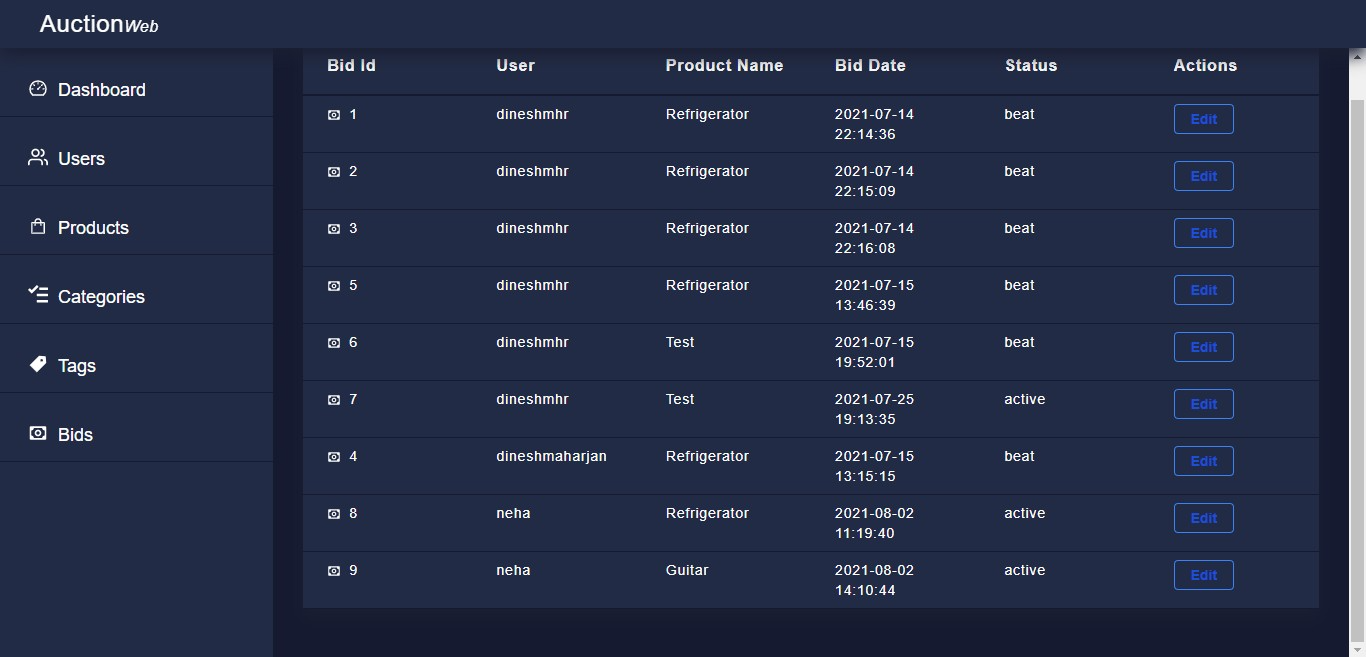 AuctionWeb
Dashboard
Users
Products
Categories
Tags
Bids
Bid Id User Product Name Bid Date Status Actions
1 dineshmhr Refrigerator 2021-07-14 beat Edit
22:14:36
2 dineshmhr Refrigerator 2021-07-14 beat Edit
22:15:09
3 dineshmhr Refrigerator 2021-07-14 beat Edit
22:16:08
5 dineshmhr Refrigerator 2021-07-15 beat Edit
13:46:39
6 dineshmhr Test 2021-07-15 beat Edit
19:52:01
7 dineshmhr Test 2021-07-25 active Edit
19:13:35
4 dineshmaharjan Refrigerator 2021-07-15 beat Edit
13:15:15
8 neha Refrigerator 2021-08-02 active Edit
11:19:40
9 neha Guitar 2021-08-02 active Edit
14:10:44